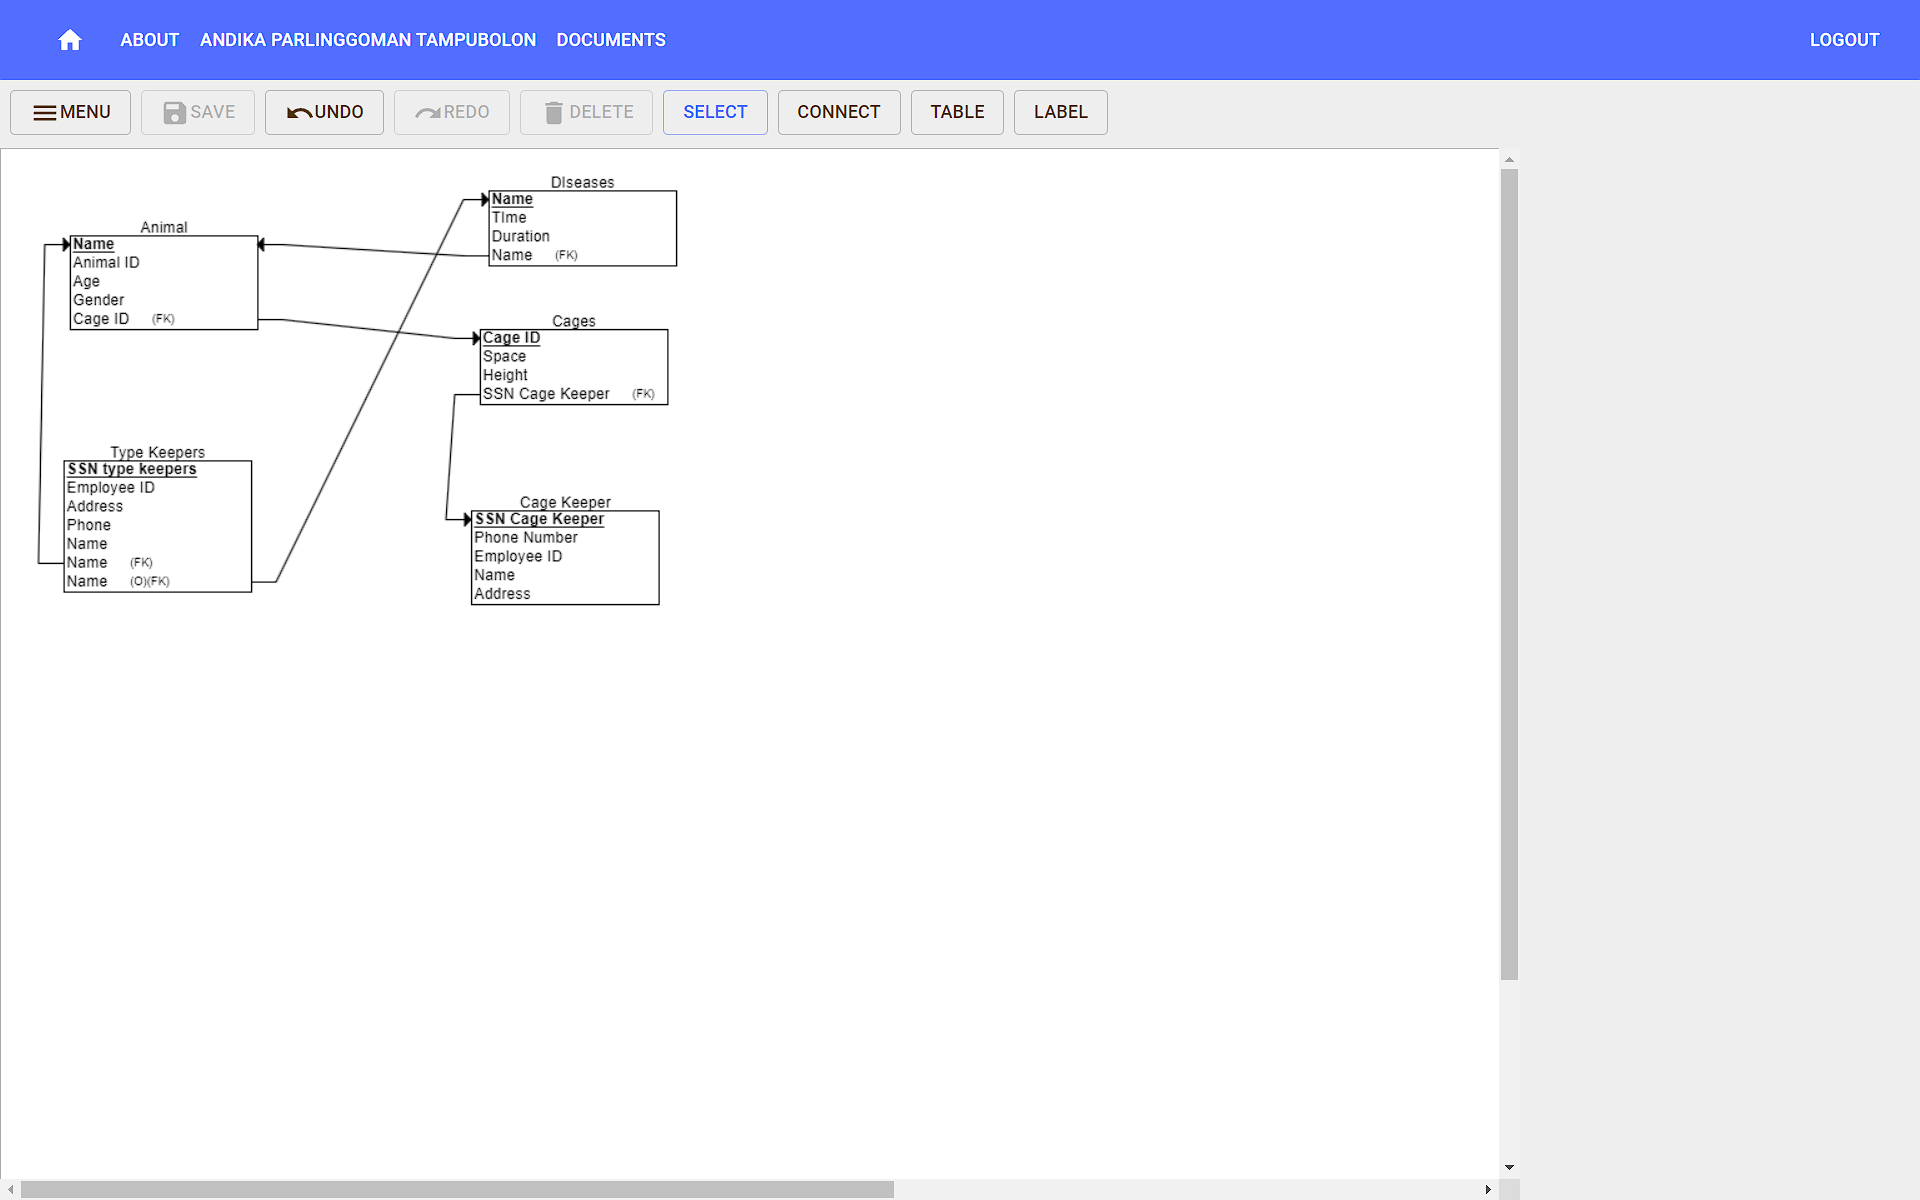 ABOUT ANDIKA PARLINGGOMAN TAMPUBOLON DOCUMENTS LOGOUT
MENU SAVE UNDO REDO DELETE SELECT CONNECT TABLE LABEL
DIseases
Name
TIme
Duration
Name (FK)
Animal
Name
Animal ID
Age
Gender
Cage ID (FK)
Cages
Cage ID
Space
Height
SSN Cage Keeper (FK)
Type Keepers
SSN type keepers
Employee ID
Address
Phone
Name
Name (FK)
Name (O)(FK)
Cage Keeper
SSN Cage Keeper
Phone Number
Employee ID
Name
Address